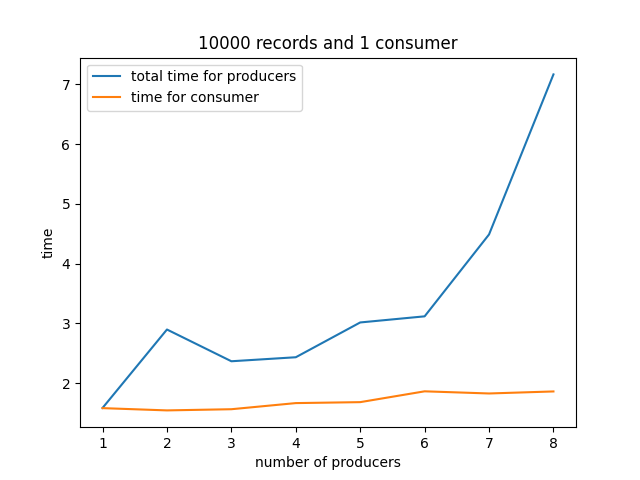 10000 records and 1 consumer
total time for producers
time for consumer
7
6
5
4
3
2
time
1 2 3 4 5 6 7 8
number of producers